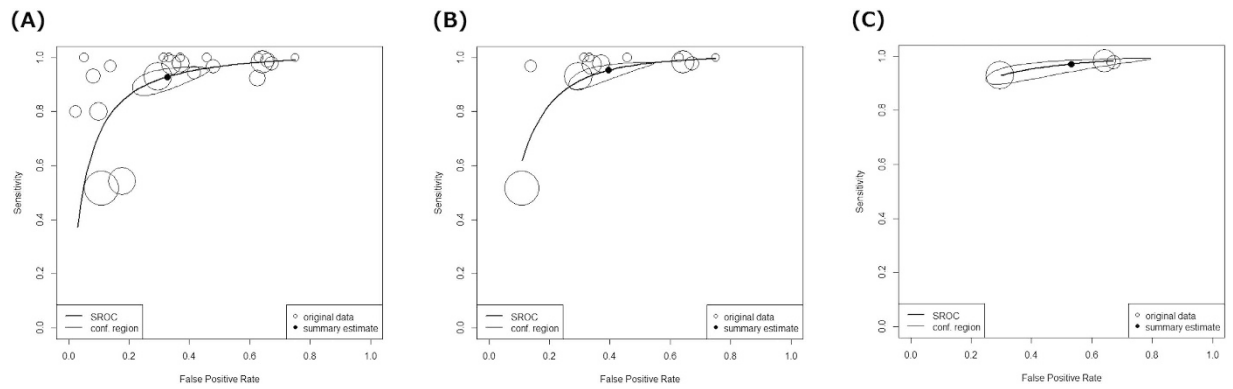 (A)
Sensitivity
1.0
0.8
0.6
0.4
0.2
0.0
SROC
conf. region
original data
summary estimate
0.0 0.2 0.4 0.6 0.8 1.0
False Positive Rate
(B)
Sensitivity
1.0
0.8
0.6
0.4
0.2
0.0
SROC
conf. region
original data
summary estimate
0.0 0.2 0.4 0.6 0.8 1.0
False Positive Rate
(C)
Sensitivity
1.0
0.8
0.6
0.4
0.2
0.0
SROC
conf. region
original data
summary estimate
0.0 0.2 0.4 0.6 0.8 1.0
False Positive Rate